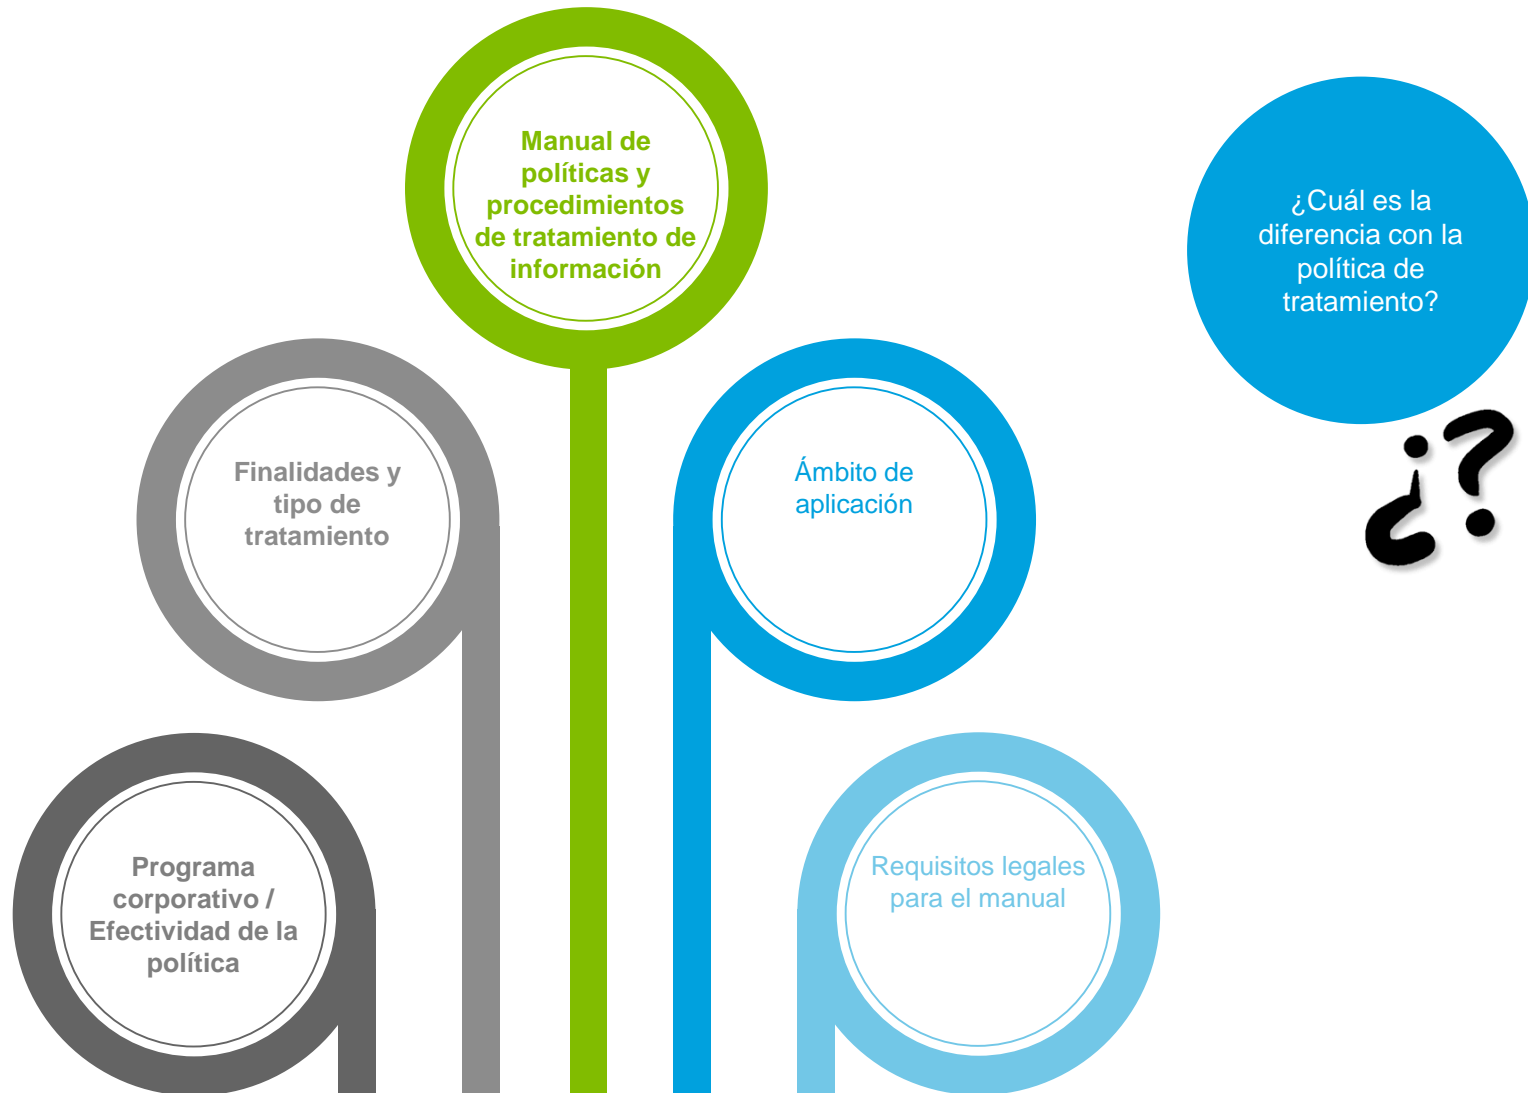 Manual de
políticas y
procedimientos
de tratamiento de
información
¿Cuál es la
diferencia con la
política de
tratamiento?
¿?
Finalidades y
tipo de
tratamiento
Ámbito de
aplicación
Programa
corporativo /
Efectividad de la
política
Requisitos legales
para el manual